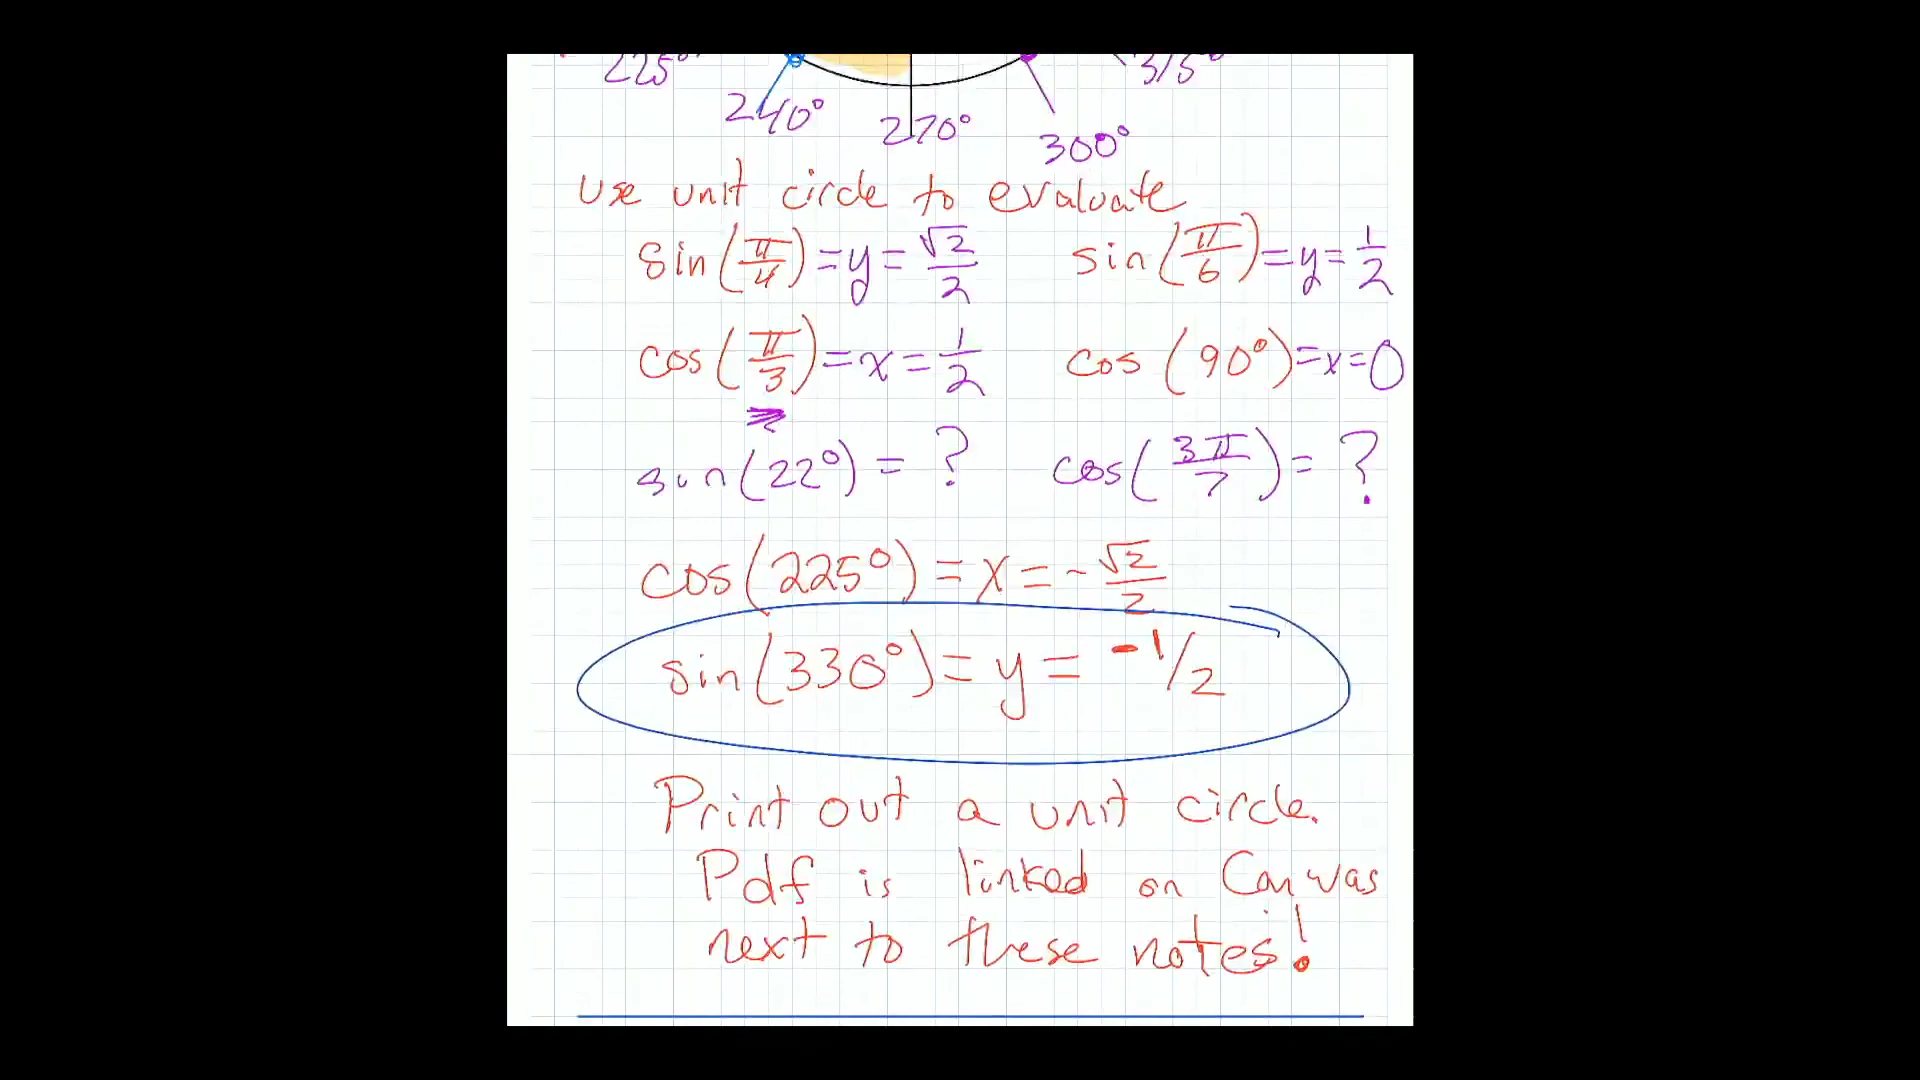 225° 315°
240° 270° 300°
Use unit circle to evaluate
sin(π/4) = y = √2/2 sin(π/6) = y = 1/2
cos(π/3) = x = 1/2 cos(90°) = x = 0
sin(22°) = ? cos(3π/7) = ?
cos(225°) = x = -√2/2
sin(330°) = y = -1/2
Print out a unit circle.
Pdf is linked on Canvas
next to these notes!